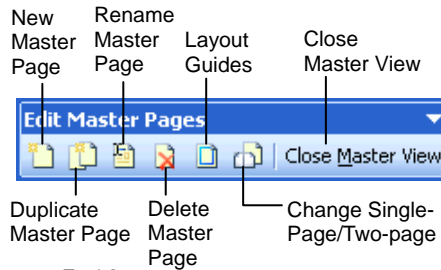 New
Master
Page
Rename
Master
Page
Layout
Guides
Close
Master View
Edit Master Pages
Close Master View
Duplicate
Master Page
Delete
Master
Page
Change Single-
Page/Two-page